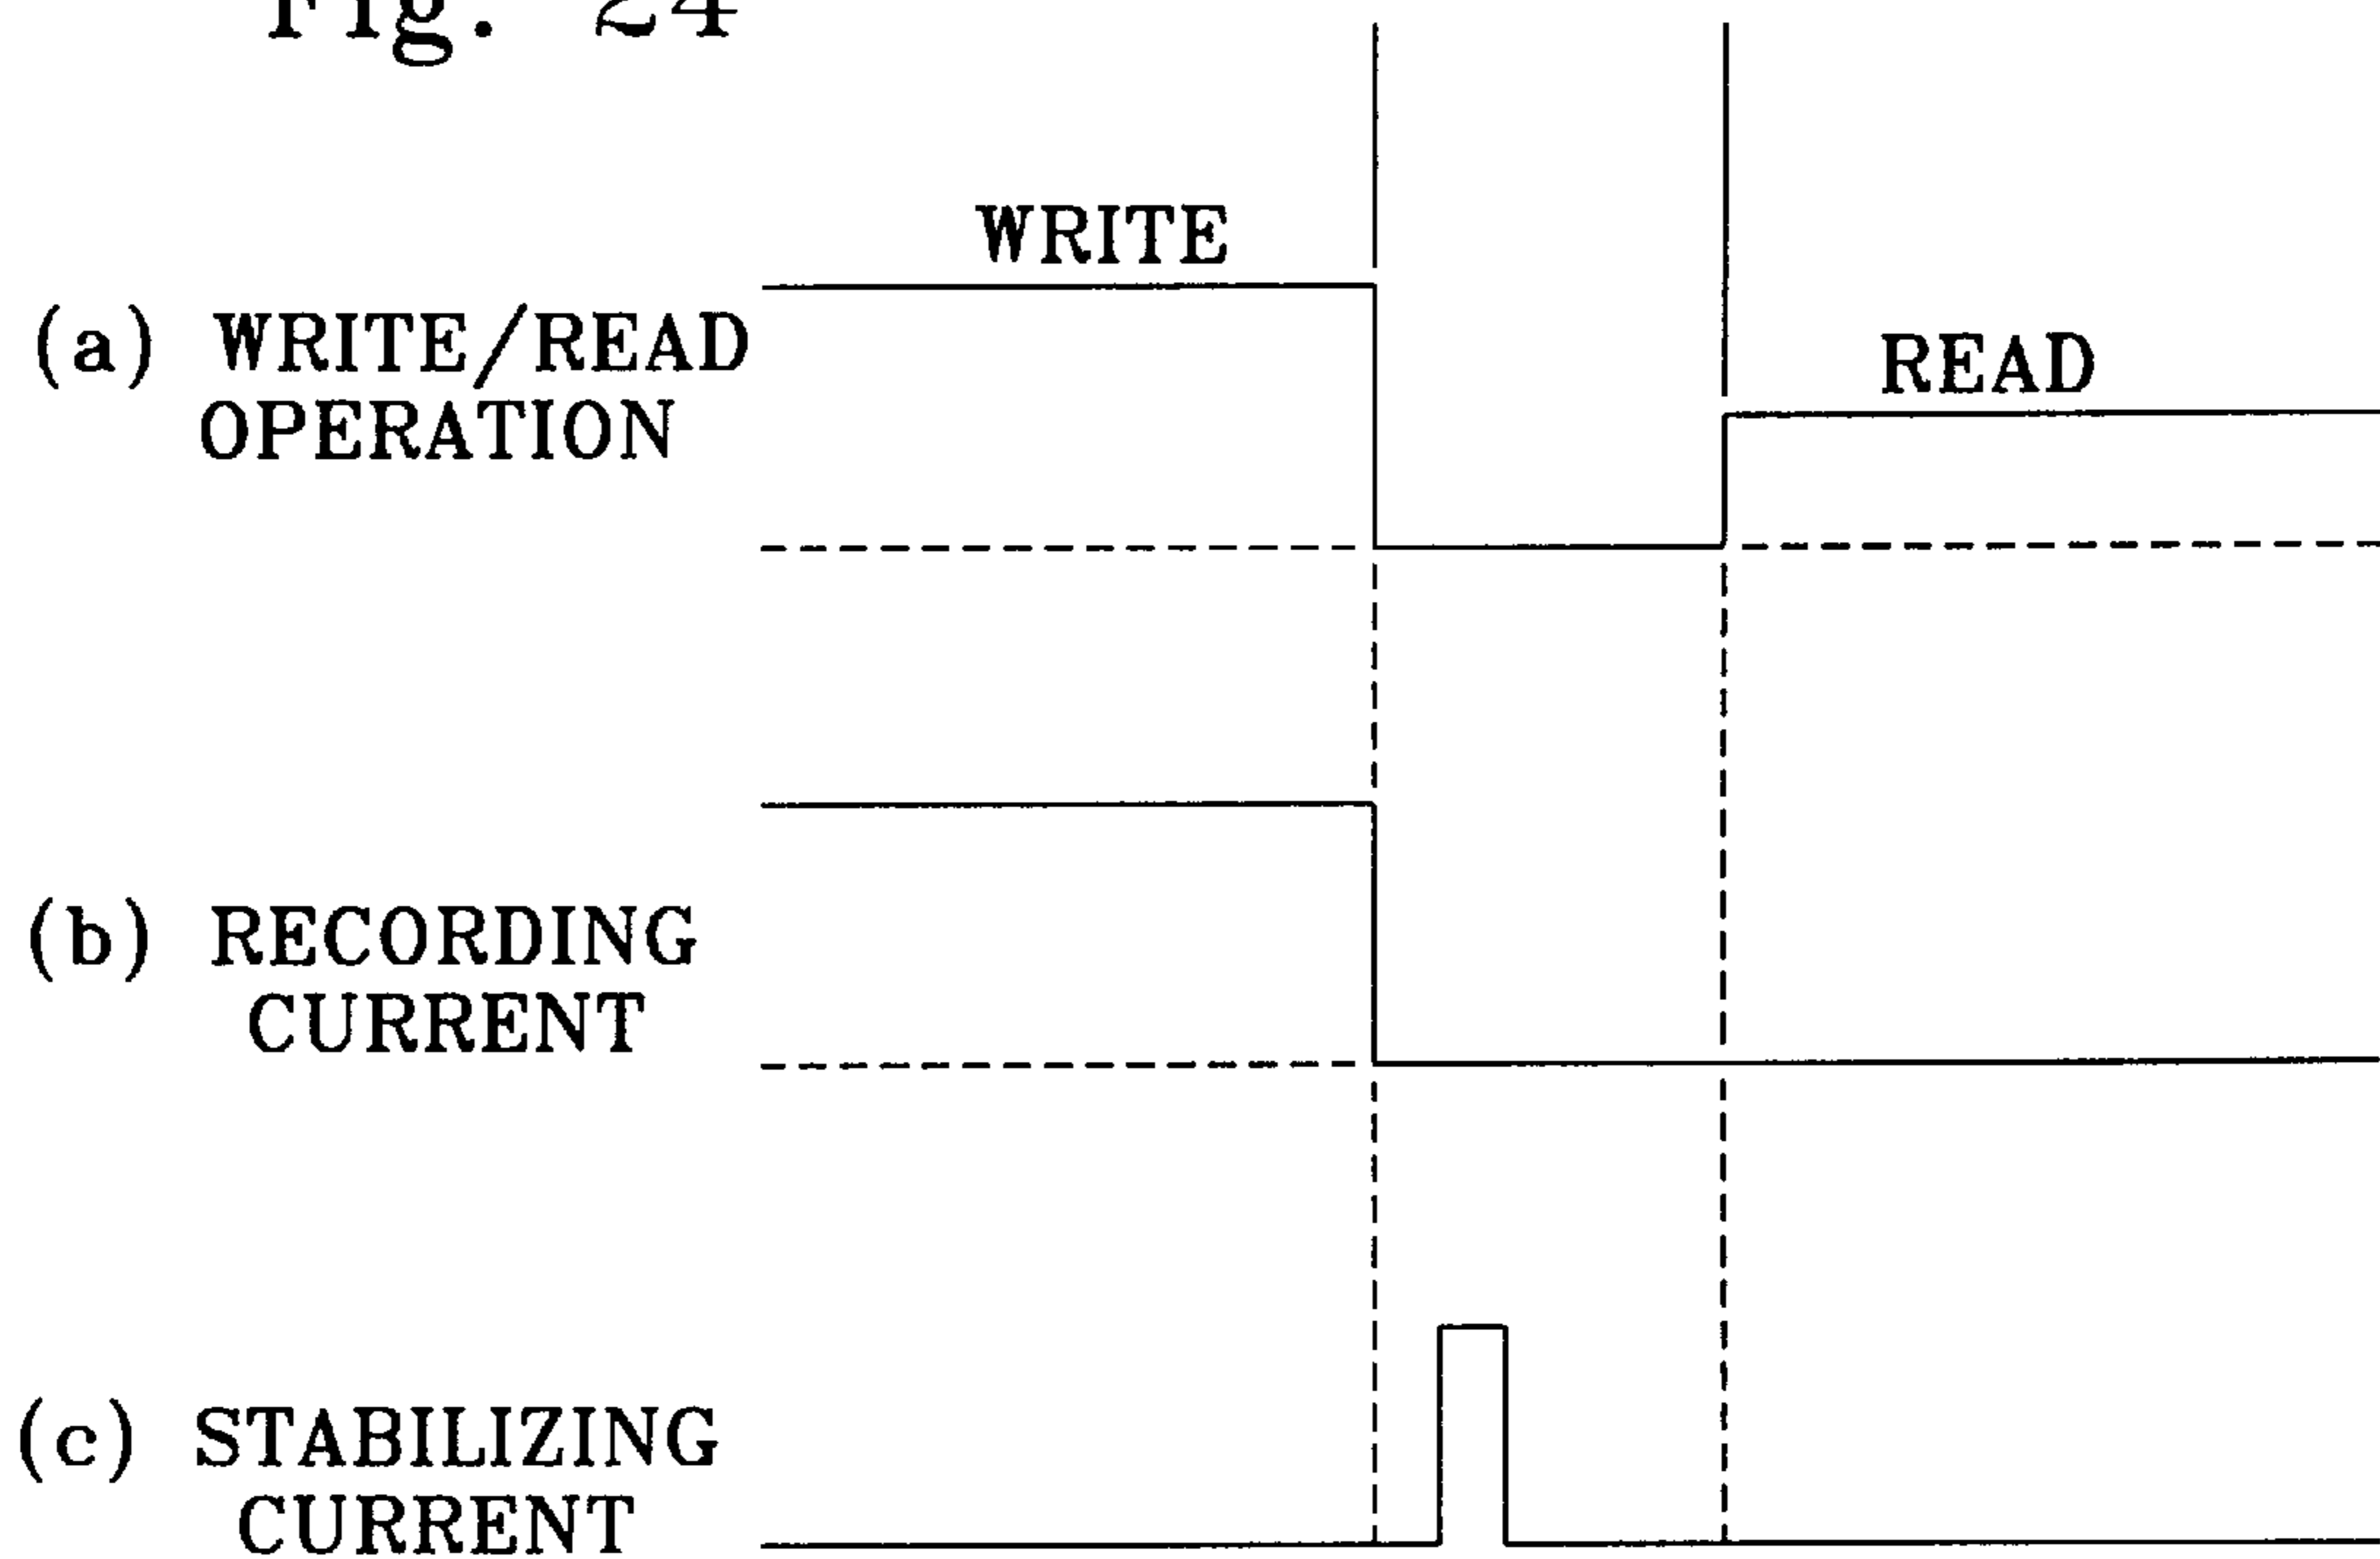 Fig. 24
WRITE
(a) WRITE/READ
OPERATION
READ
(b) RECORDING
CURRENT
(c) STABILIZING
CURRENT